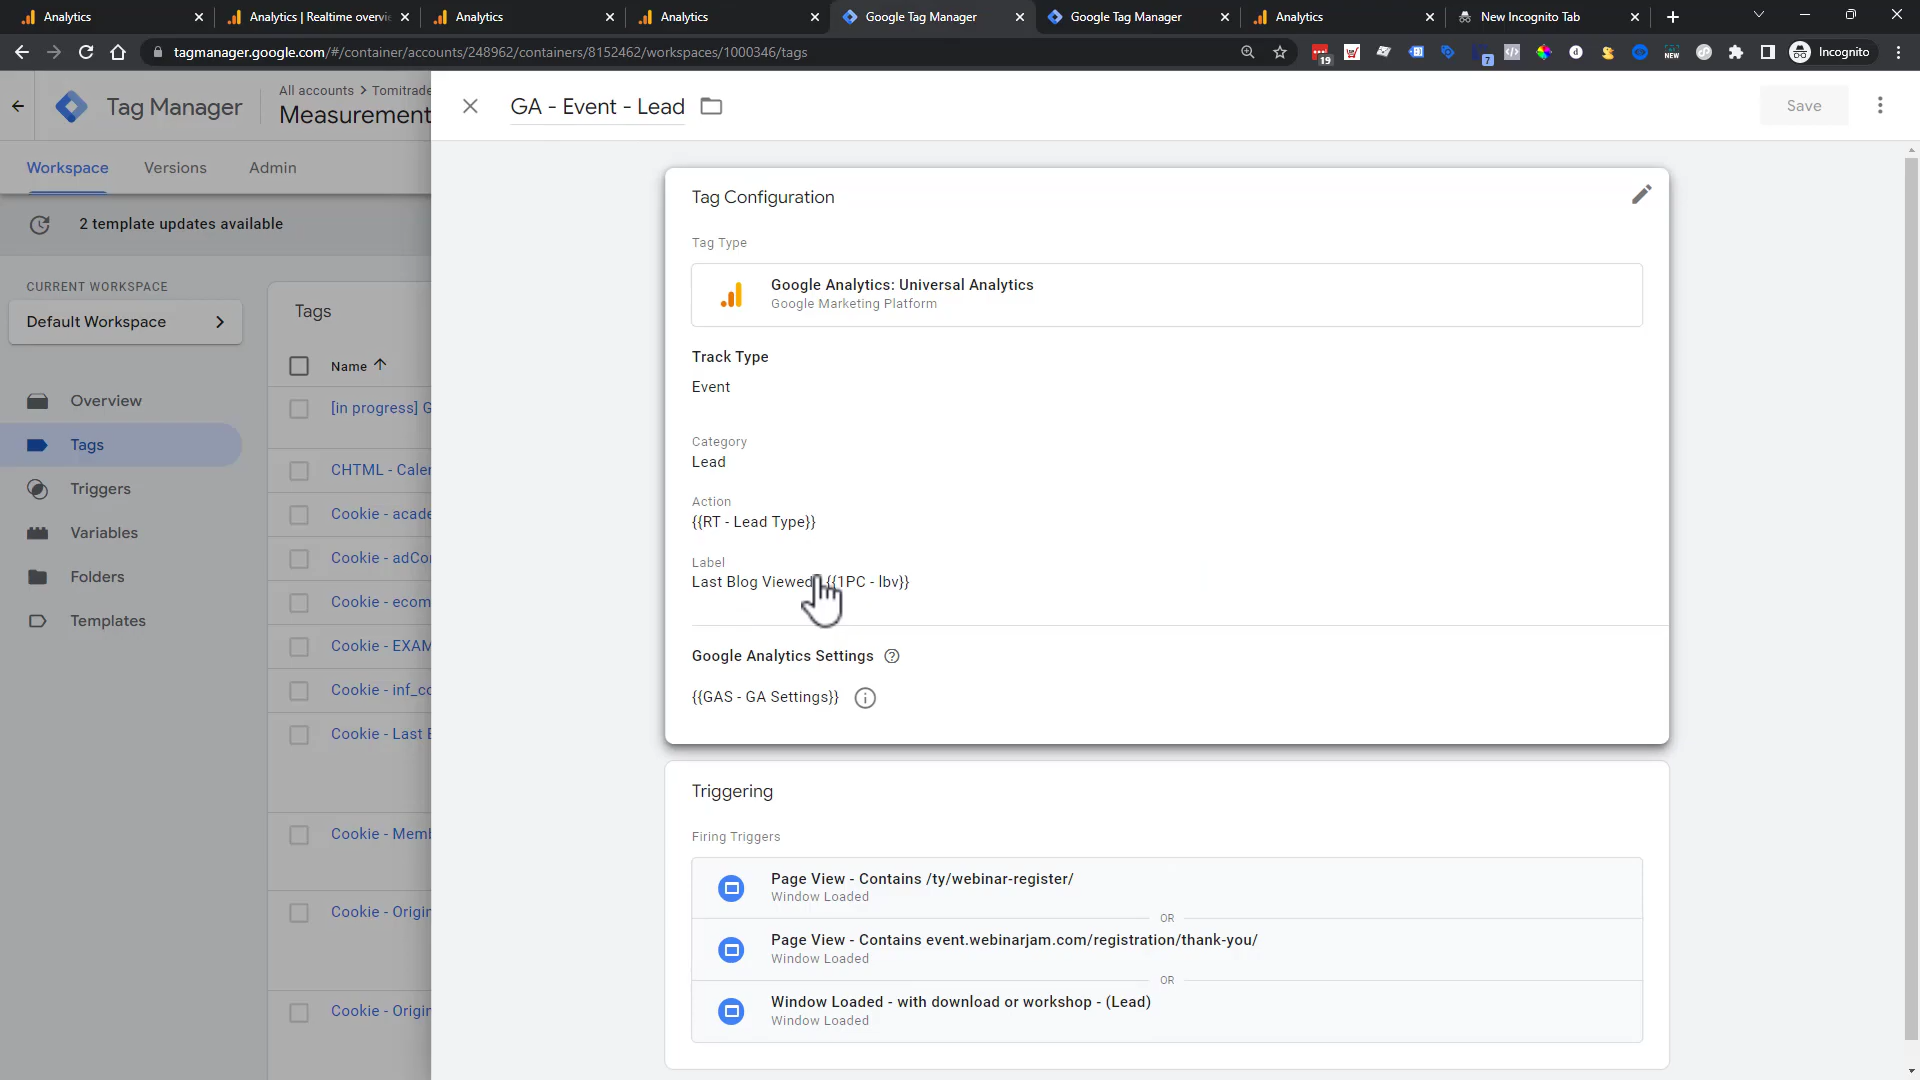 Analytics
Analytics | Realtime overvie
Analytics
Analytics
Google Tag Manager
Google Tag Manager
Analytics
New Incognito Tab
tagmanager.google.com/#/container/accounts/248962/containers/8152462/workspaces/1000346/tags
19
7
NEW
Incognito
Tag Manager
All accounts > Tomitrade
Measurement
GA - Event - Lead
Save
Workspace
Versions
Admin
2 template updates available
CURRENT WORKSPACE
Default Workspace
Overview
Tags
Triggers
Variables
Folders
Templates
Tags
Name
[in progress] G
CHTML - Caler
Cookie - acade
Cookie - adCor
Cookie - ecom
Cookie - EXAM
Cookie - inf_co
Cookie - Last B
Cookie - Memb
Cookie - Origin
Cookie - Origin
Tag Configuration
Tag Type
Google Analytics: Universal Analytics
Google Marketing Platform
Track Type
Event
Category
Lead
Action
{{RT - Lead Type}}
Label
Last Blog Viewed {{1PC - lbv}}
Google Analytics Settings
{{GAS - GA Settings}}
Triggering
Firing Triggers
Page View - Contains /ty/webinar-register/
Window Loaded
OR
Page View - Contains event.webinarjam.com/registration/thank-you/
Window Loaded
OR
Window Loaded - with download or workshop - (Lead)
Window Loaded